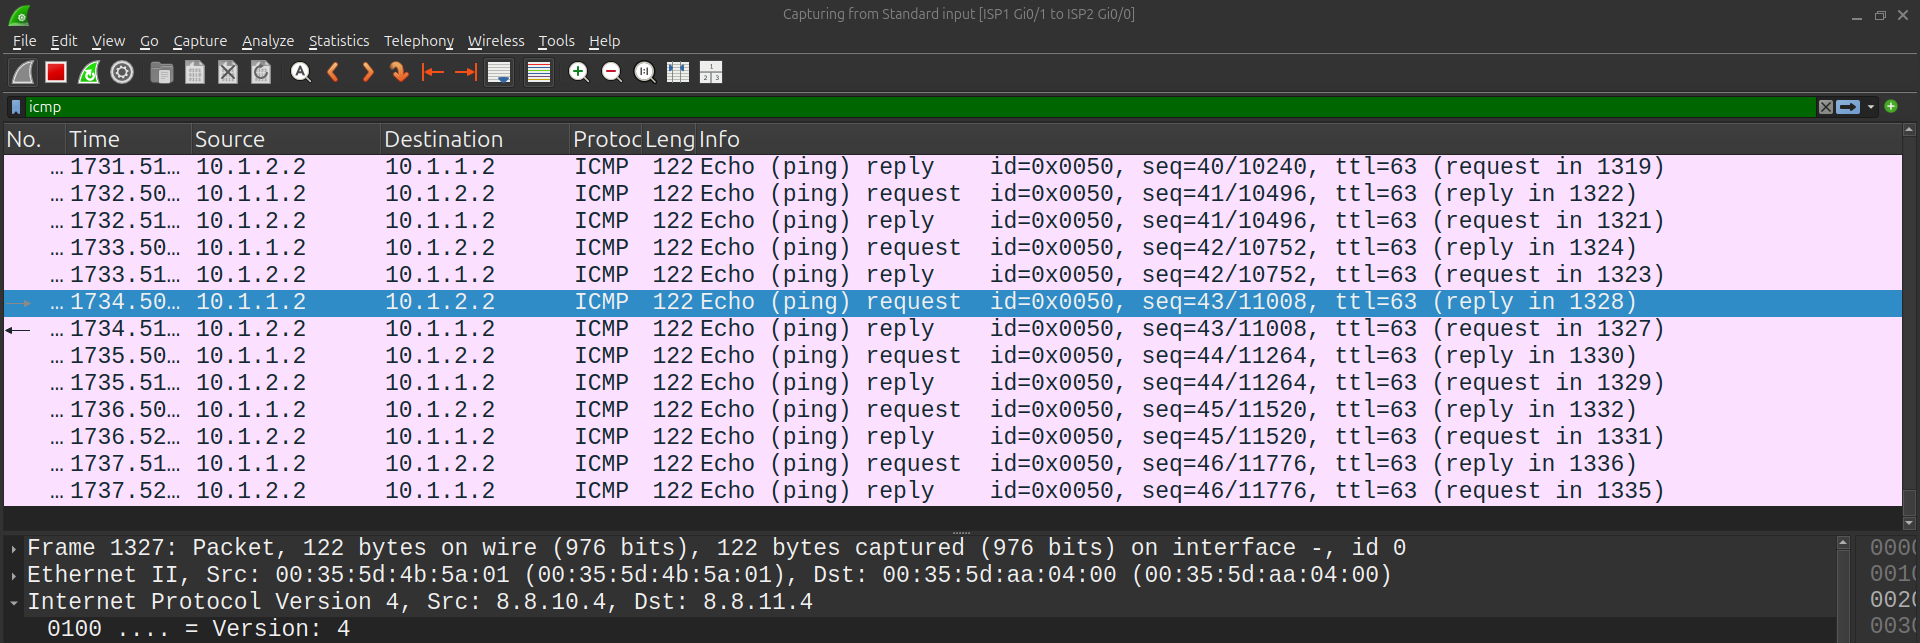 Capturing from Standard input [ISP1 Gi0/1 to ISP2 Gi0/0]
File Edit View Go Capture Analyze Statistics Telephony Wireless Tools Help
icmp
No. Time Source Destination Protoc Leng Info
… 1731.51… 10.1.2.2 10.1.1.2 ICMP 122 Echo (ping) reply id=0x0050, seq=40/10240, ttl=63 (request in 1319)
… 1732.50… 10.1.1.2 10.1.2.2 ICMP 122 Echo (ping) request id=0x0050, seq=41/10496, ttl=63 (reply in 1322)
… 1732.51… 10.1.2.2 10.1.1.2 ICMP 122 Echo (ping) reply id=0x0050, seq=41/10496, ttl=63 (request in 1321)
… 1733.50… 10.1.1.2 10.1.2.2 ICMP 122 Echo (ping) request id=0x0050, seq=42/10752, ttl=63 (reply in 1324)
… 1733.51… 10.1.2.2 10.1.1.2 ICMP 122 Echo (ping) reply id=0x0050, seq=42/10752, ttl=63 (request in 1323)
… 1734.50… 10.1.1.2 10.1.2.2 ICMP 122 Echo (ping) request id=0x0050, seq=43/11008, ttl=63 (reply in 1328)
… 1734.51… 10.1.2.2 10.1.1.2 ICMP 122 Echo (ping) reply id=0x0050, seq=43/11008, ttl=63 (request in 1327)
… 1735.50… 10.1.1.2 10.1.2.2 ICMP 122 Echo (ping) request id=0x0050, seq=44/11264, ttl=63 (reply in 1330)
… 1735.51… 10.1.2.2 10.1.1.2 ICMP 122 Echo (ping) reply id=0x0050, seq=44/11264, ttl=63 (request in 1329)
… 1736.50… 10.1.1.2 10.1.2.2 ICMP 122 Echo (ping) request id=0x0050, seq=45/11520, ttl=63 (reply in 1332)
… 1736.52… 10.1.2.2 10.1.1.2 ICMP 122 Echo (ping) reply id=0x0050, seq=45/11520, ttl=63 (request in 1331)
… 1737.51… 10.1.1.2 10.1.2.2 ICMP 122 Echo (ping) request id=0x0050, seq=46/11776, ttl=63 (reply in 1336)
… 1737.52… 10.1.2.2 10.1.1.2 ICMP 122 Echo (ping) reply id=0x0050, seq=46/11776, ttl=63 (request in 1335)
Frame 1327: Packet, 122 bytes on wire (976 bits), 122 bytes captured (976 bits) on interface -, id 0
Ethernet II, Src: 00:35:5d:4b:5a:01 (00:35:5d:4b:5a:01), Dst: 00:35:5d:aa:04:00 (00:35:5d:aa:04:00)
Internet Protocol Version 4, Src: 8.8.10.4, Dst: 8.8.11.4
0100 .... = Version: 4